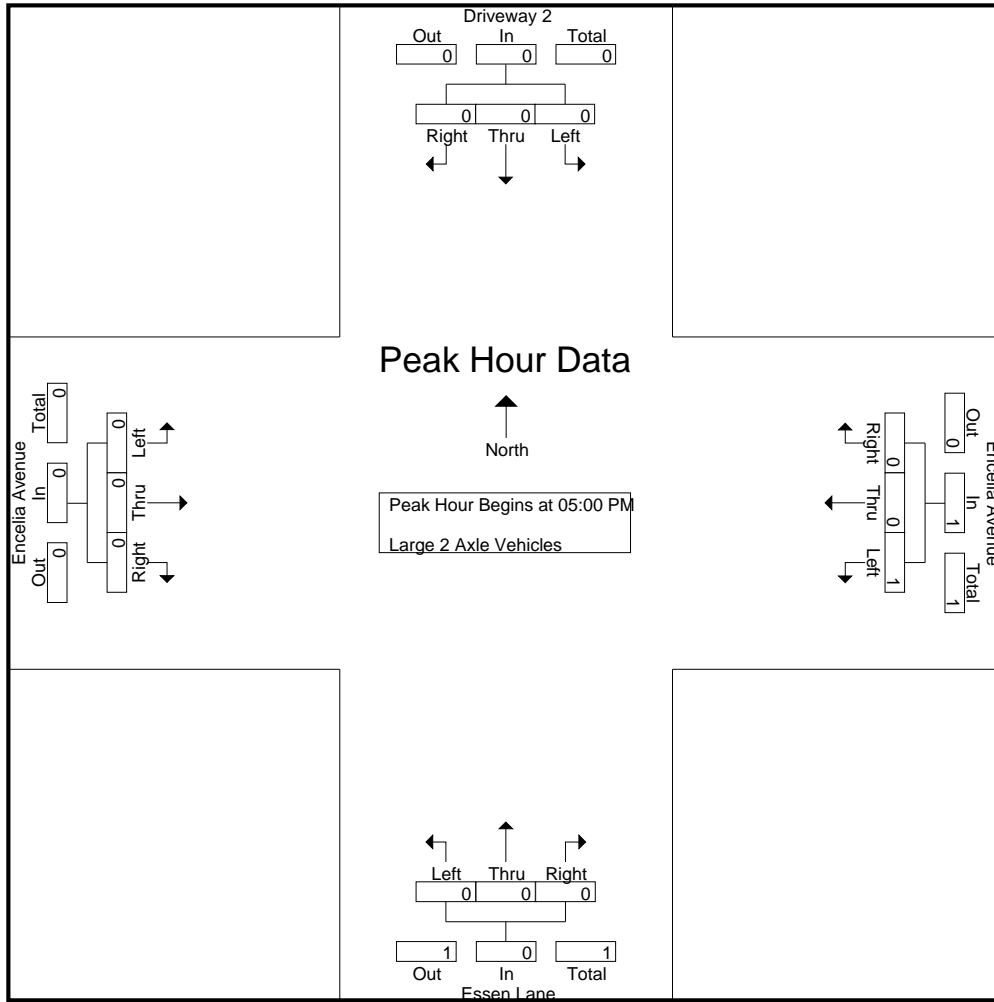 Driveway 2
Out In Total
0 0 0
0 0 0
Right Thru Left
Peak Hour Data
North
Peak Hour Begins at 05:00 PM
Large 2 Axle Vehicles
Encelia Avenue
Total In Out
0 0 0
0 0 0
Left Thru Right
Encelia Avenue
Out In Total
0 1 1
0 0 1
Right Thru Left
Left Thru Right
0 0 0
1 0 1
Out In Total
Essen Lane